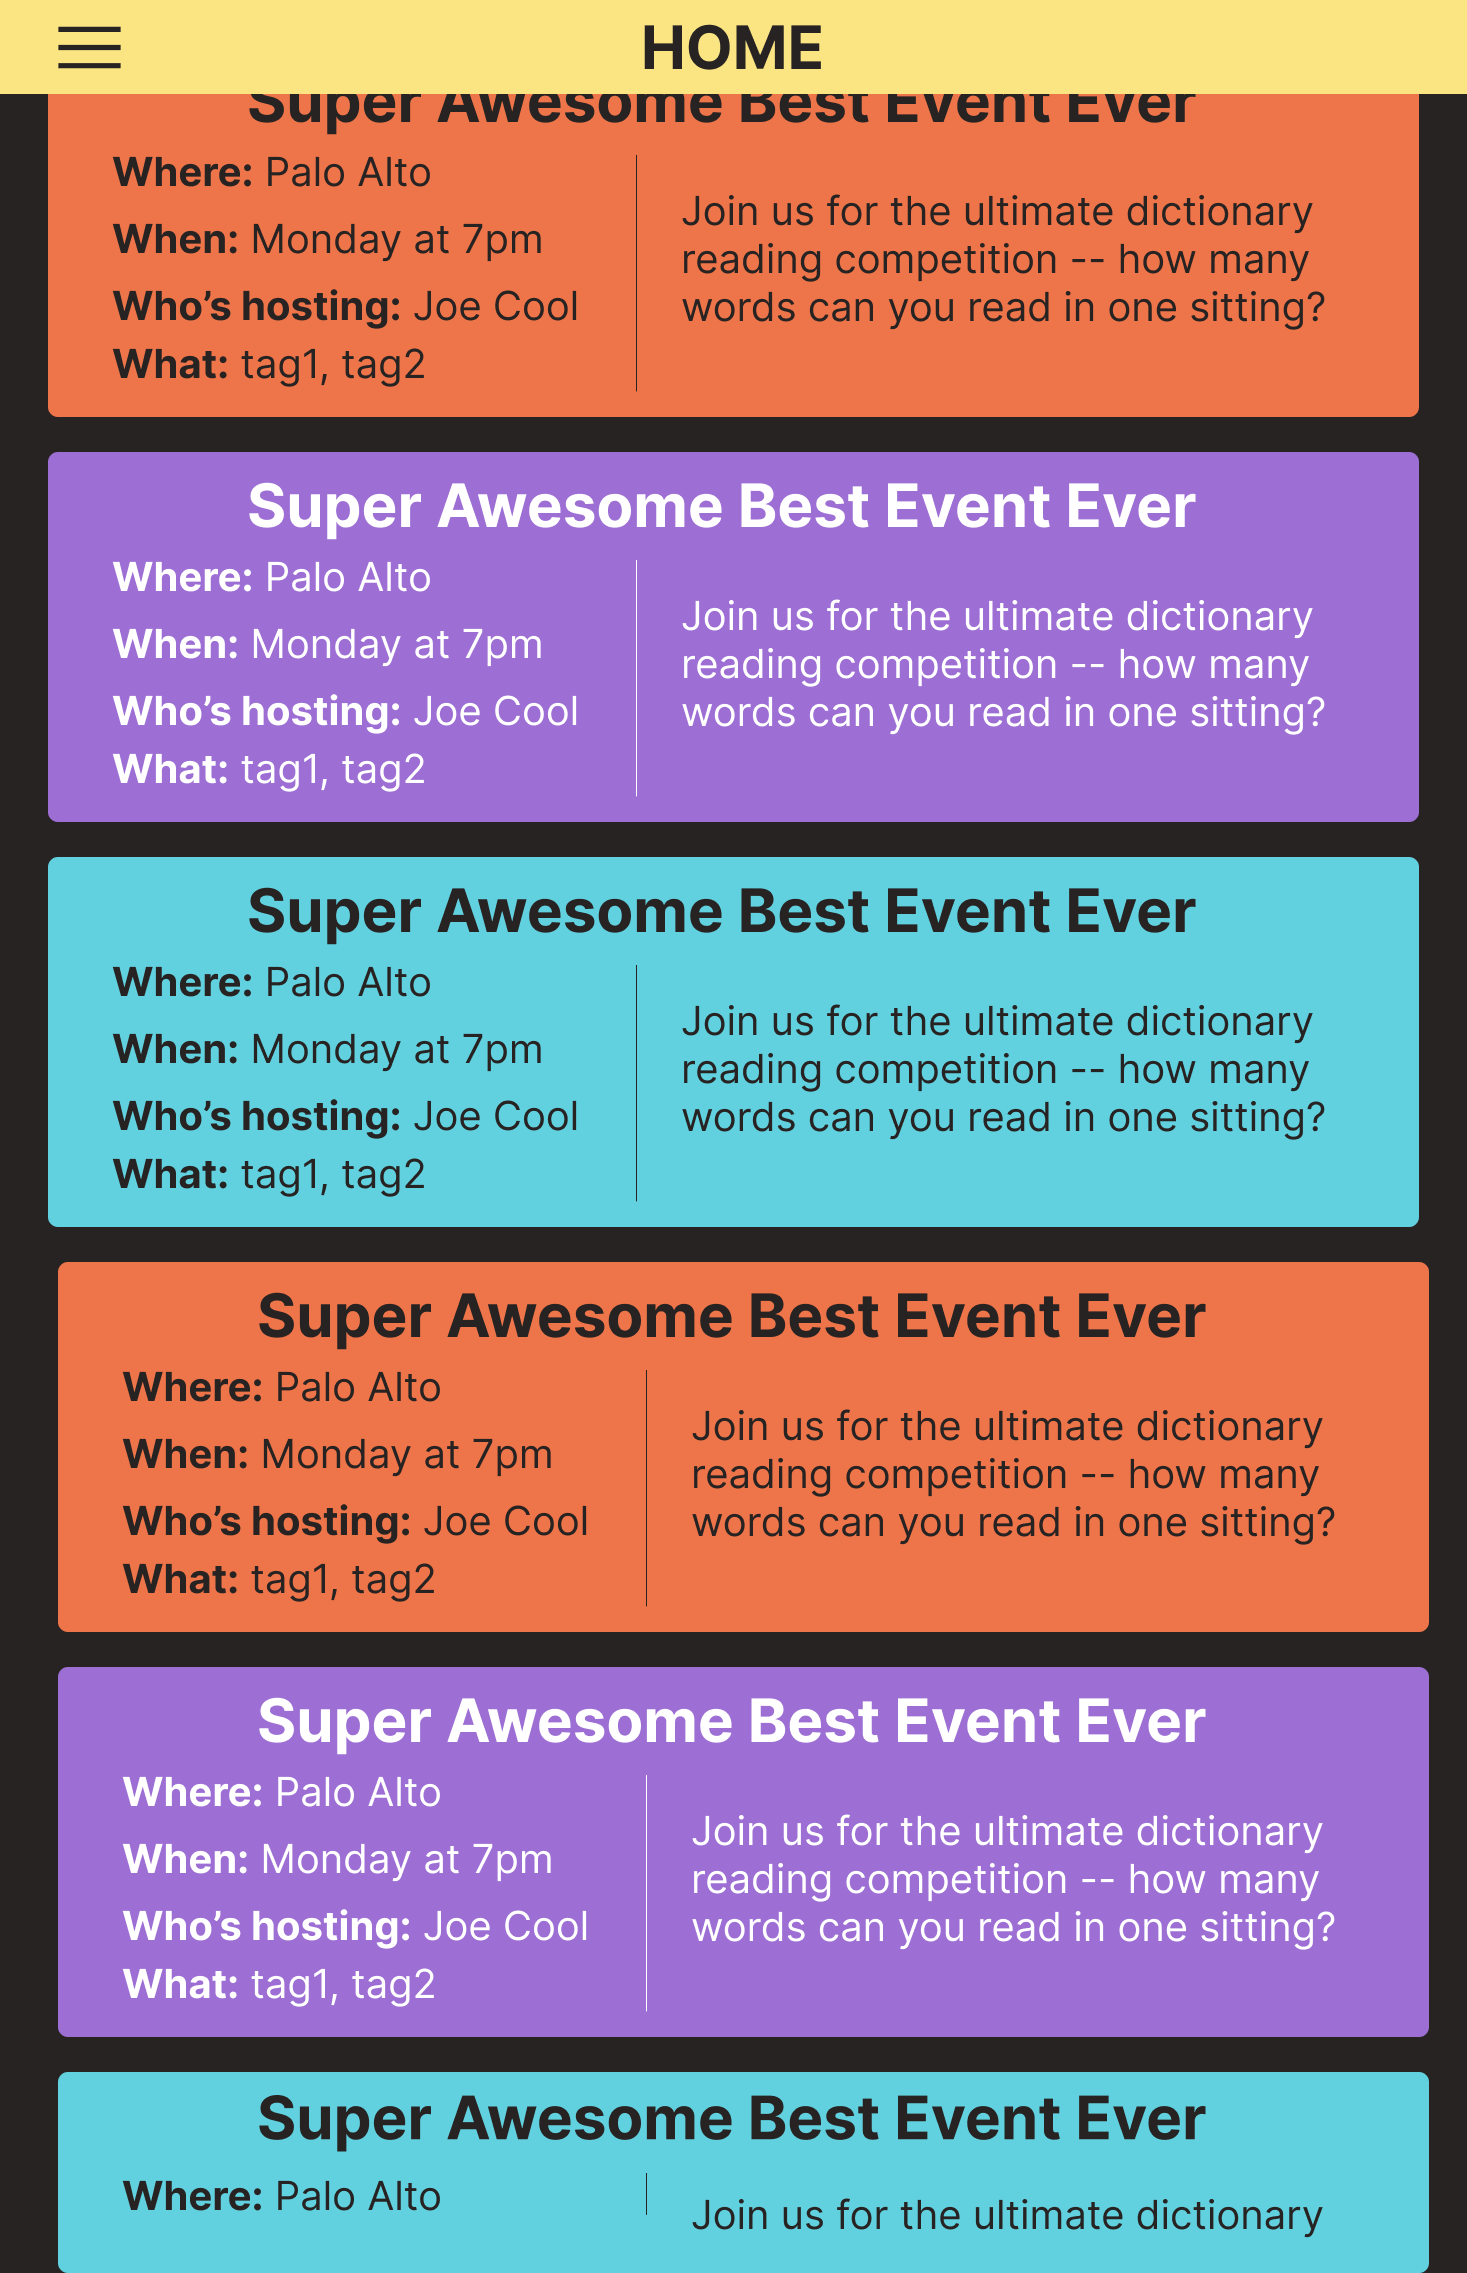 HOME
Super Awesome Best Event Ever
Where: Palo Alto
When: Monday at 7pm
Who's hosting: Joe Cool
What: tag1, tag2
Join us for the ultimate dictionary
reading competition -- how many
words can you read in one sitting?
Super Awesome Best Event Ever
Where: Palo Alto
When: Monday at 7pm
Who's hosting: Joe Cool
What: tag1, tag2
Join us for the ultimate dictionary
reading competition -- how many
words can you read in one sitting?
Super Awesome Best Event Ever
Where: Palo Alto
When: Monday at 7pm
Who's hosting: Joe Cool
What: tag1, tag2
Join us for the ultimate dictionary
reading competition -- how many
words can you read in one sitting?
Super Awesome Best Event Ever
Where: Palo Alto
When: Monday at 7pm
Who's hosting: Joe Cool
What: tag1, tag2
Join us for the ultimate dictionary
reading competition -- how many
words can you read in one sitting?
Super Awesome Best Event Ever
Where: Palo Alto
When: Monday at 7pm
Who's hosting: Joe Cool
What: tag1, tag2
Join us for the ultimate dictionary
reading competition -- how many
words can you read in one sitting?
Super Awesome Best Event Ever
Where: Palo Alto
Join us for the ultimate dictionary